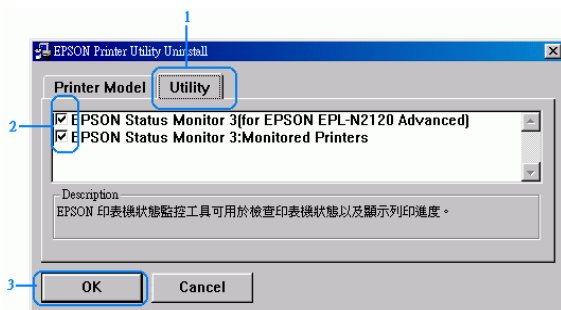 1
EPSON Printer Utility Uninstall
Printer Model Utility
2
EPSON Status Monitor 3(for EPSON EPL-N2120 Advanced)
EPSON Status Monitor 3:Monitored Printers
Description
EPSON 印表機狀態監控工具可用於檢查印表機狀態以及顯示列印進度。
3
OK Cancel